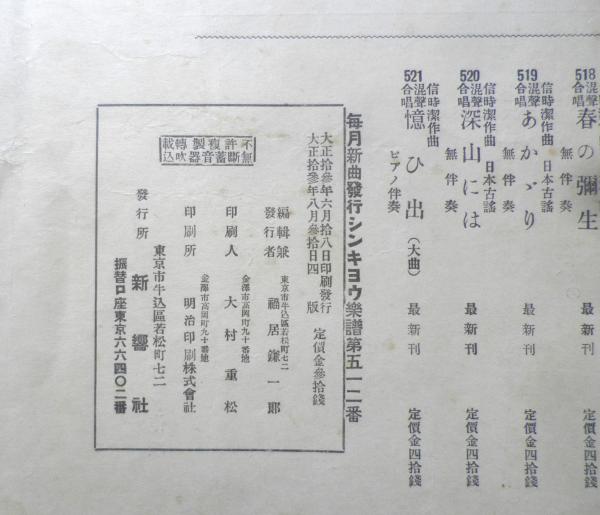 518 混聲合唱 春の彌生 無伴奏 最新刊 定價金四拾錢
519 混聲合唱 あかゞり 信時潔作曲 日本古謠 無伴奏 最新刊 定價金四拾錢
520 混聲合唱 深山には 信時潔作曲 日本古謠 無伴奏 最新刊 定價金四拾錢
521 混聲合唱 憶ひ出（大曲） 信時潔作曲 ピアノ伴奏 最新刊 定價金四拾錢
每月新曲發行シンキヨウ樂譜第五一二番
大正拾參年六月拾八日印刷發行 定價金參拾錢
大正拾參年八月參拾日四版
不許複製轉載
無斷蓄音器吹込
編輯兼發行者 東京市牛込區若松町七二 福居鎌一郎
印刷人 金澤市高岡町九十番地 大村重松
印刷所 金澤市高岡町九十番地 明治印刷株式會社
發行所 東京市牛込區若松町七二 新響社
振替口座東京六六四〇二番